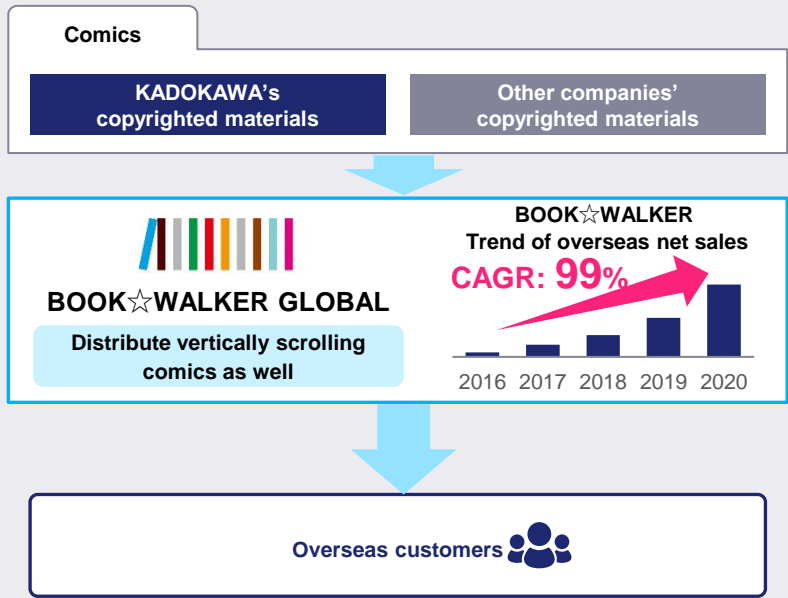 Comics
KADOKAWA's
copyrighted materials
Other companies'
copyrighted materials
BOOK☆WALKER GLOBAL
Distribute vertically scrolling
comics as well
BOOK☆WALKER
Trend of overseas net sales
CAGR: 99%
2016 2017 2018 2019 2020
Overseas customers